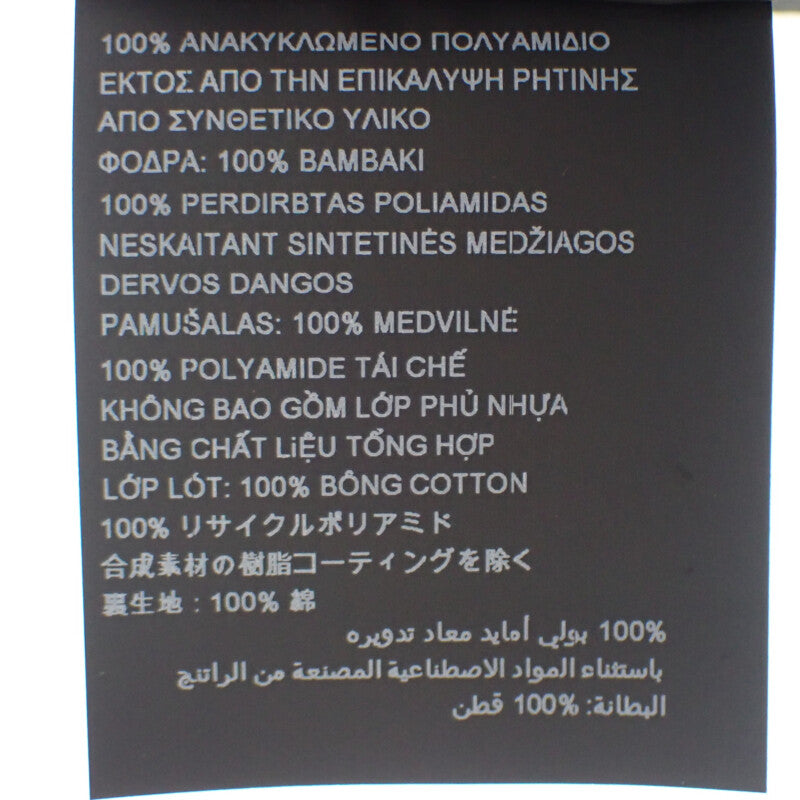 100% ΑΝΑΚΥΚΛΩΜΕΝΟ ΠΟΛΥΑΜΙΔΙΟ
ΕΚΤΟΣ ΑΠΟ ΤΗΝ ΕΠΙΚΑΛΥΨΗ ΡΗΤΙΝΗΣ
ΑΠΟ ΣΥΝΘΕΤΙΚΟ ΥΛΙΚΟ
ΦΟΔΡΑ: 100% ΒΑΜΒΑΚΙ
100% PERDIRBTAS POLIAMIDAS
NESKAITANT SINTETINĖS MEDŽIAGOS
DERVOS DANGOS
PAMUŠALAS: 100% MEDVILNĖ
100% POLYAMIDE TÁI CHẾ
KHÔNG BAO GỒM LỚP PHỦ NHỰA
BẰNG CHẤT LiỆU TỔNG HỢP
LỚP LÓT: 100% BÔNG COTTON
100% リサイクルポリアミド
合成素材の樹脂コーティングを除く
裏生地 : 100% 綿
100% بولي أمايد معاد تدويره
باستثناء المواد الاصطناعية المصنعة من الراتنج
البطانة: 100% قطن